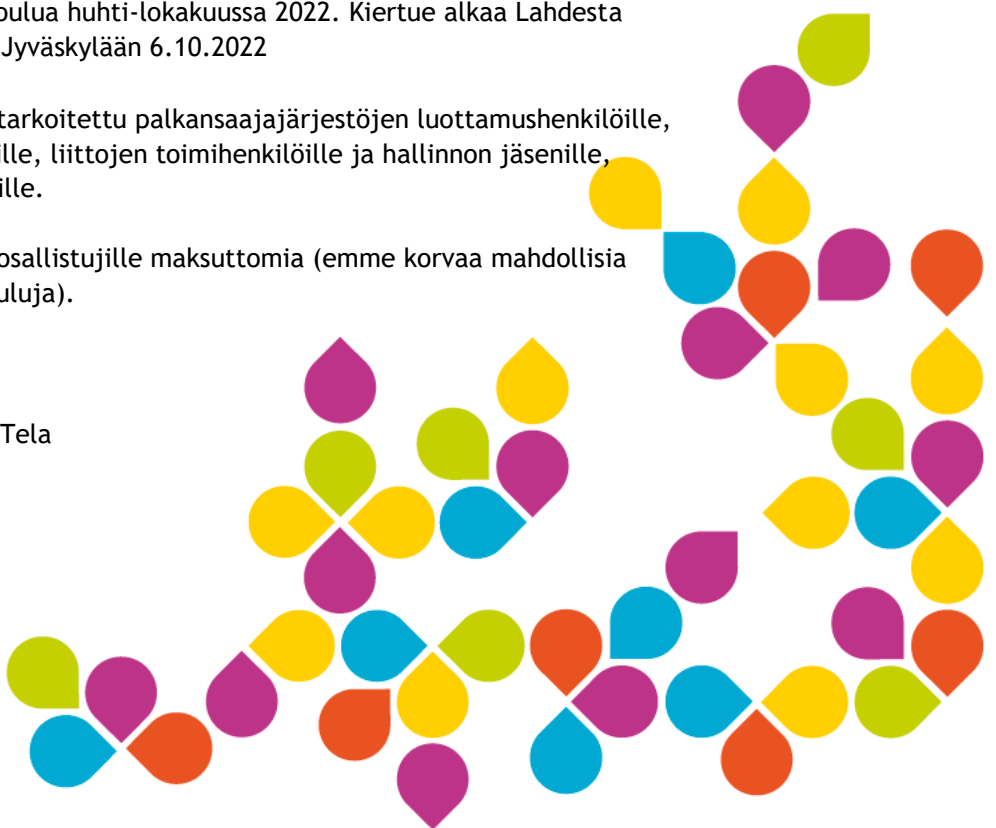 oulua huhti-lokakuussa 2022. Kiertue alkaa Lahdesta
Jyväskylään 6.10.2022
tarkoitettu palkansaajajärjestöjen luottamushenkilöille,
ille, liittojen toimihenkilöille ja hallinnon jäsenille,
ille.
osallistujille maksuttomia (emme korvaa mahdollisia
uluja).
Tela